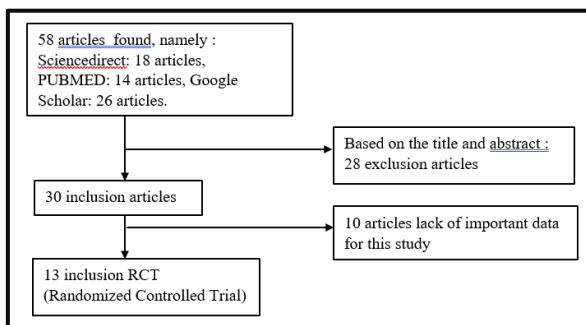 58 articles found, namely :
Sciencedirect: 18 articles,
PUBMED: 14 articles, Google
Scholar: 26 articles.
Based on the title and abstract :
28 exclusion articles
30 inclusion articles
10 articles lack of important data
for this study
13 inclusion RCT
(Randomized Controlled Trial)